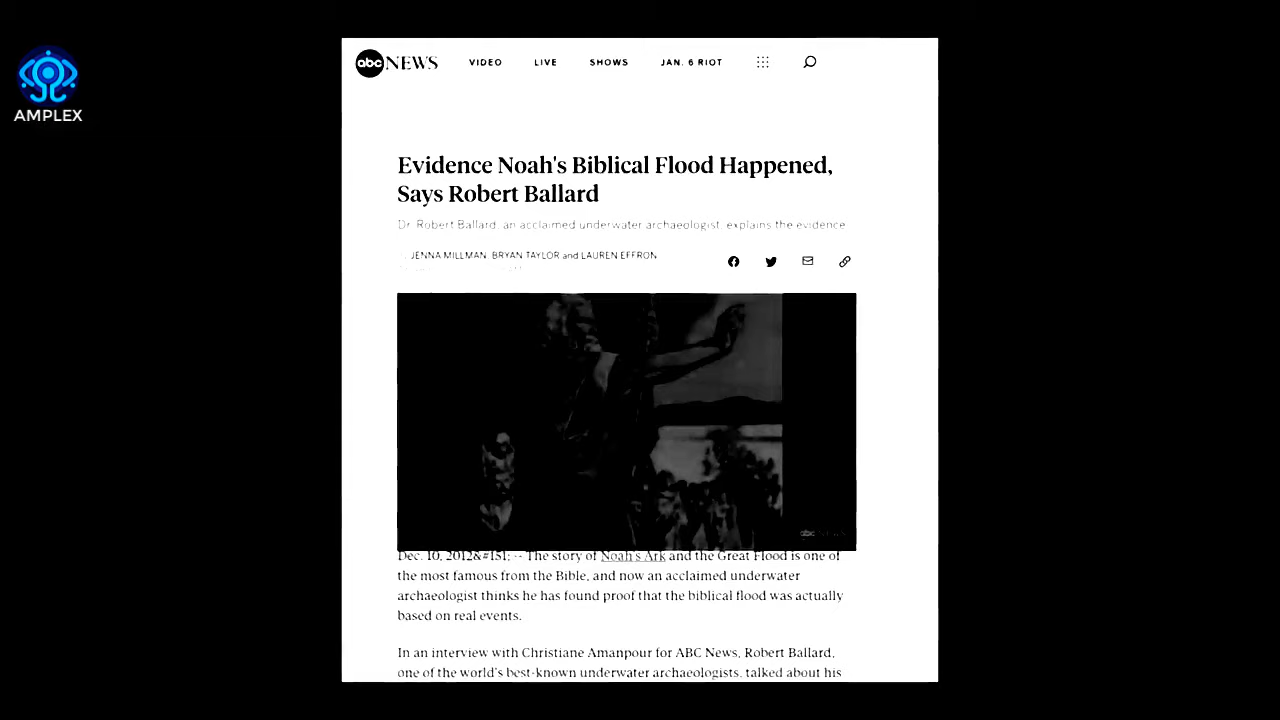 AMPLEX
abc NEWS VIDEO LIVE SHOWS JAN. 6 RIOT
Evidence Noah's Biblical Flood Happened,
Says Robert Ballard
Dr. Robert Ballard, an acclaimed underwater archaeologist, explains the evidence
JENNA MILLMAN, BRYAN TAYLOR and LAUREN EFFRON
abc NEWS
Dec. 10, 2012&#151; -- The story of Noah's Ark and the Great Flood is one of
the most famous from the Bible, and now an acclaimed underwater
archaeologist thinks he has found proof that the biblical flood was actually
based on real events.
In an interview with Christiane Amanpour for ABC News, Robert Ballard,
one of the world's best-known underwater archaeologists, talked about his